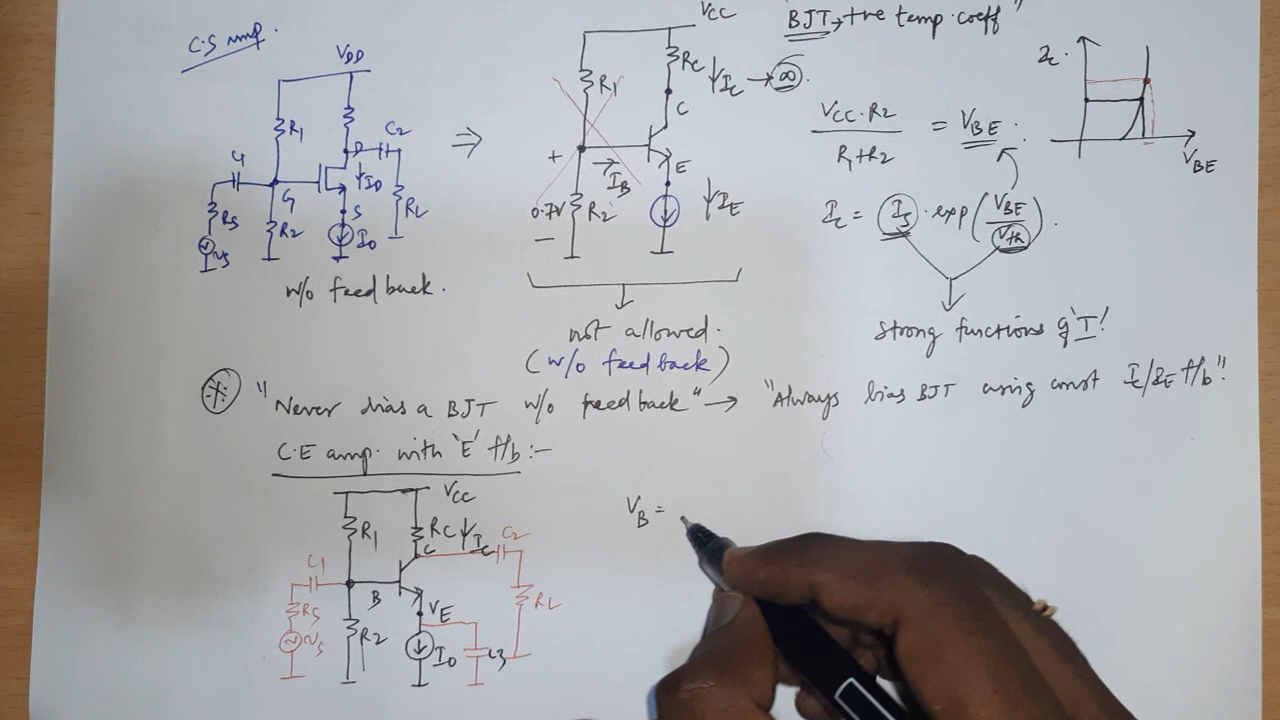 C.S amp.
VDD
R1
C2
D
C1
G
ID
RS
S
RL
R2
I0
vs
w/o feedback.
⇒
VCC
R1
RC
↓IC → ∞.
C
+
IB
E
0.7V
R2
↓IE
−
not allowed.
(w/o feedback)
"BJT → +ve temp. coeff"
VCC·R2 / R1+R2 = VBE.
IC.
VBE
IC = IS · exp(VBE / Vth).
strong functions of 'T'!
* "Never bias a BJT w/o feedback" → "Always bias BJT using const IC/IE f/b".
C.E amp. with 'E' f/b :-
VCC
R1
RC ↓IC
C
C2
C1
B
RS
VE
RL
vs
R2
I0
C3
VB =